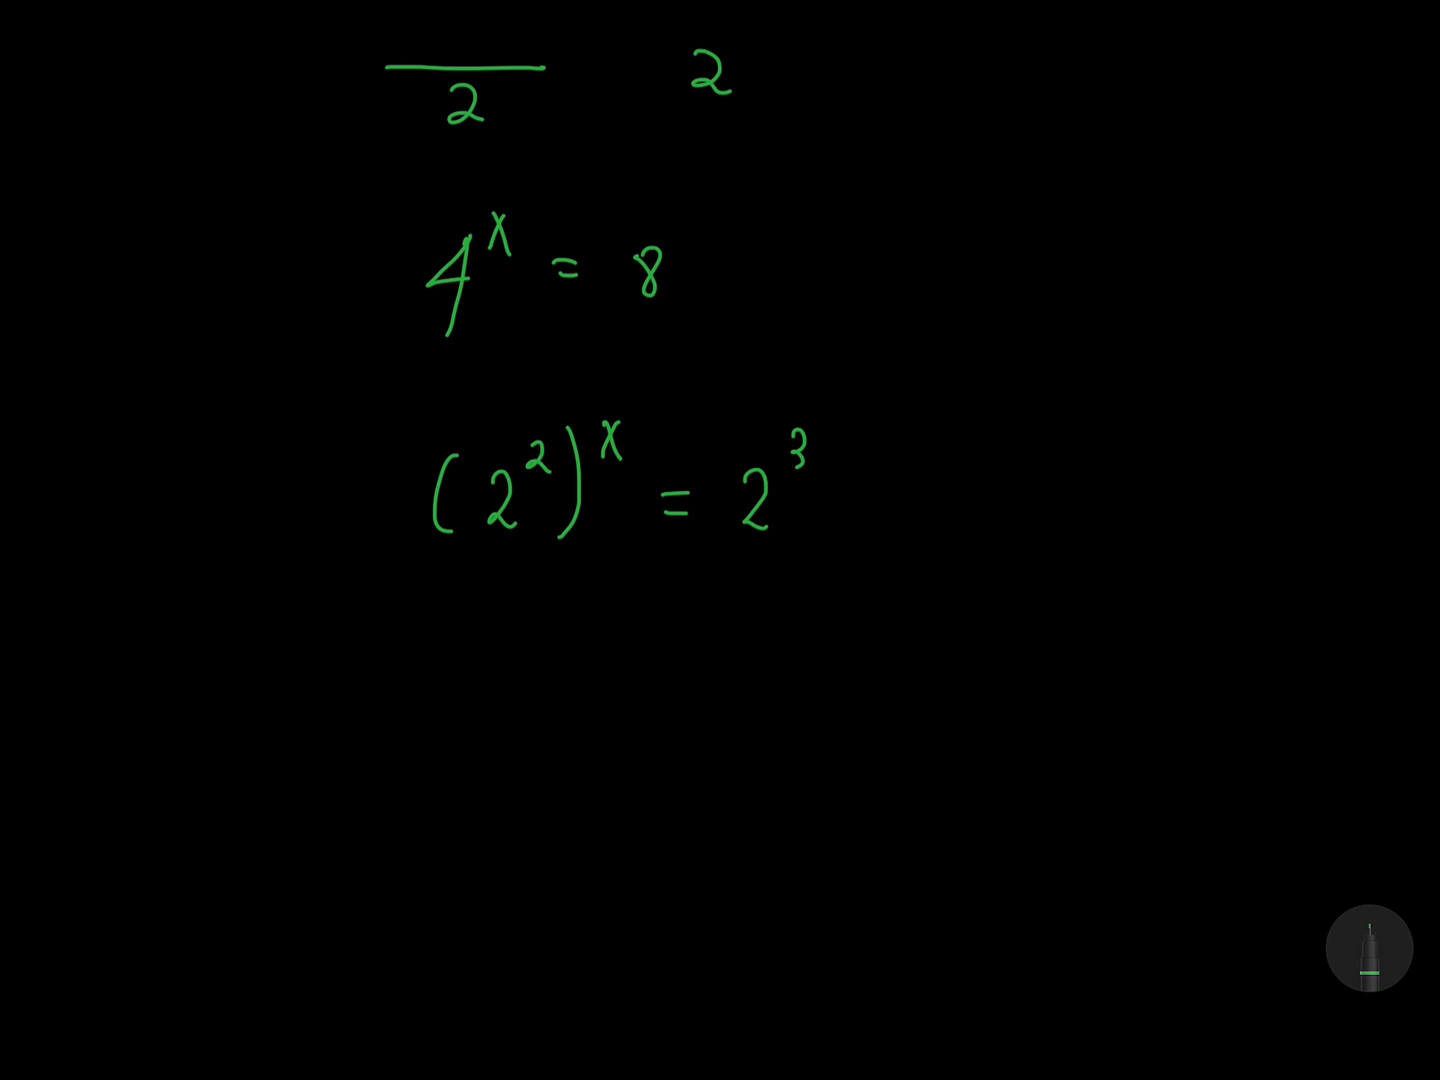 2 2
4^x = 8
(2^2)^x = 2^3